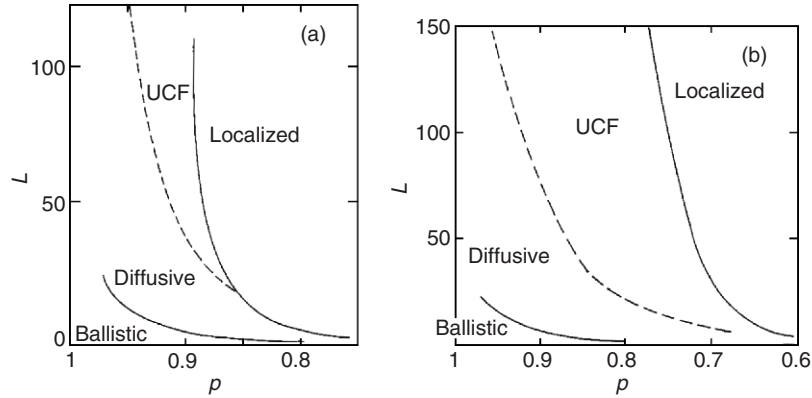 (a)
100
50
0
L
UCF
Localized
Diffusive
Ballistic
1
0.9
0.8
p
(b)
150
100
50
L
UCF
Localized
Diffusive
Ballistic
1
0.9
0.8
0.7
0.6
p